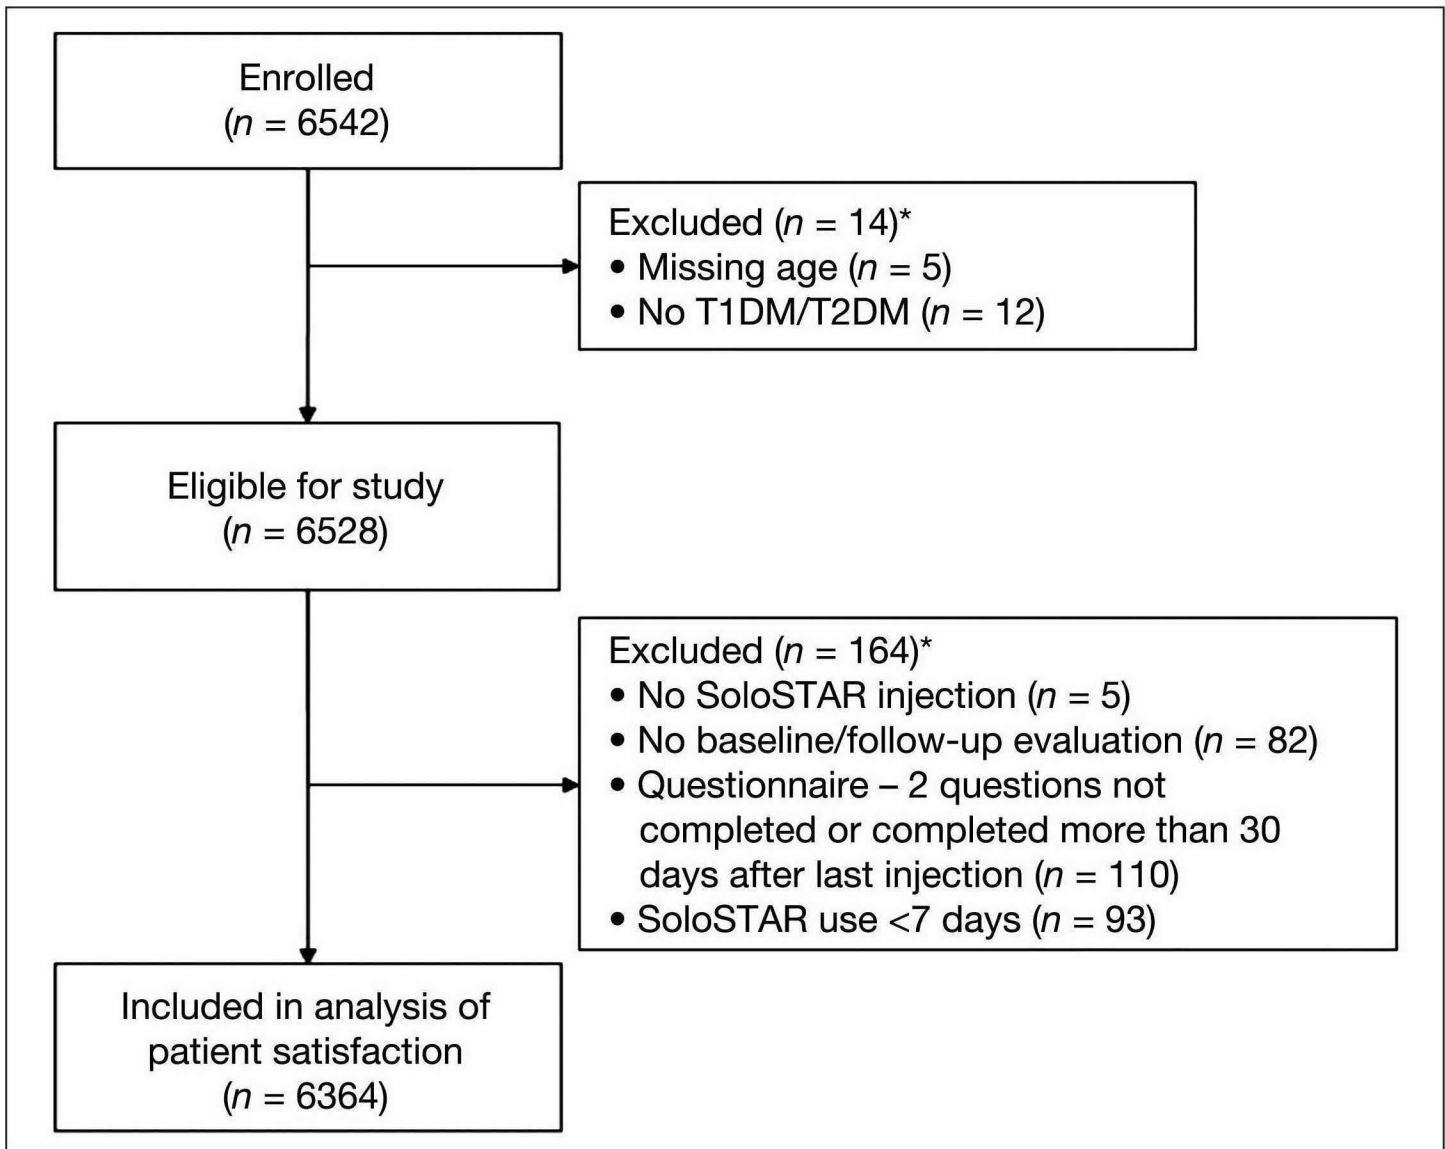 Enrolled
(n = 6542)
Excluded (n = 14)*
• Missing age (n = 5)
• No T1DM/T2DM (n = 12)
Eligible for study
(n = 6528)
Excluded (n = 164)*
• No SoloSTAR injection (n = 5)
• No baseline/follow-up evaluation (n = 82)
• Questionnaire – 2 questions not
completed or completed more than 30
days after last injection (n = 110)
• SoloSTAR use <7 days (n = 93)
Included in analysis of
patient satisfaction
(n = 6364)